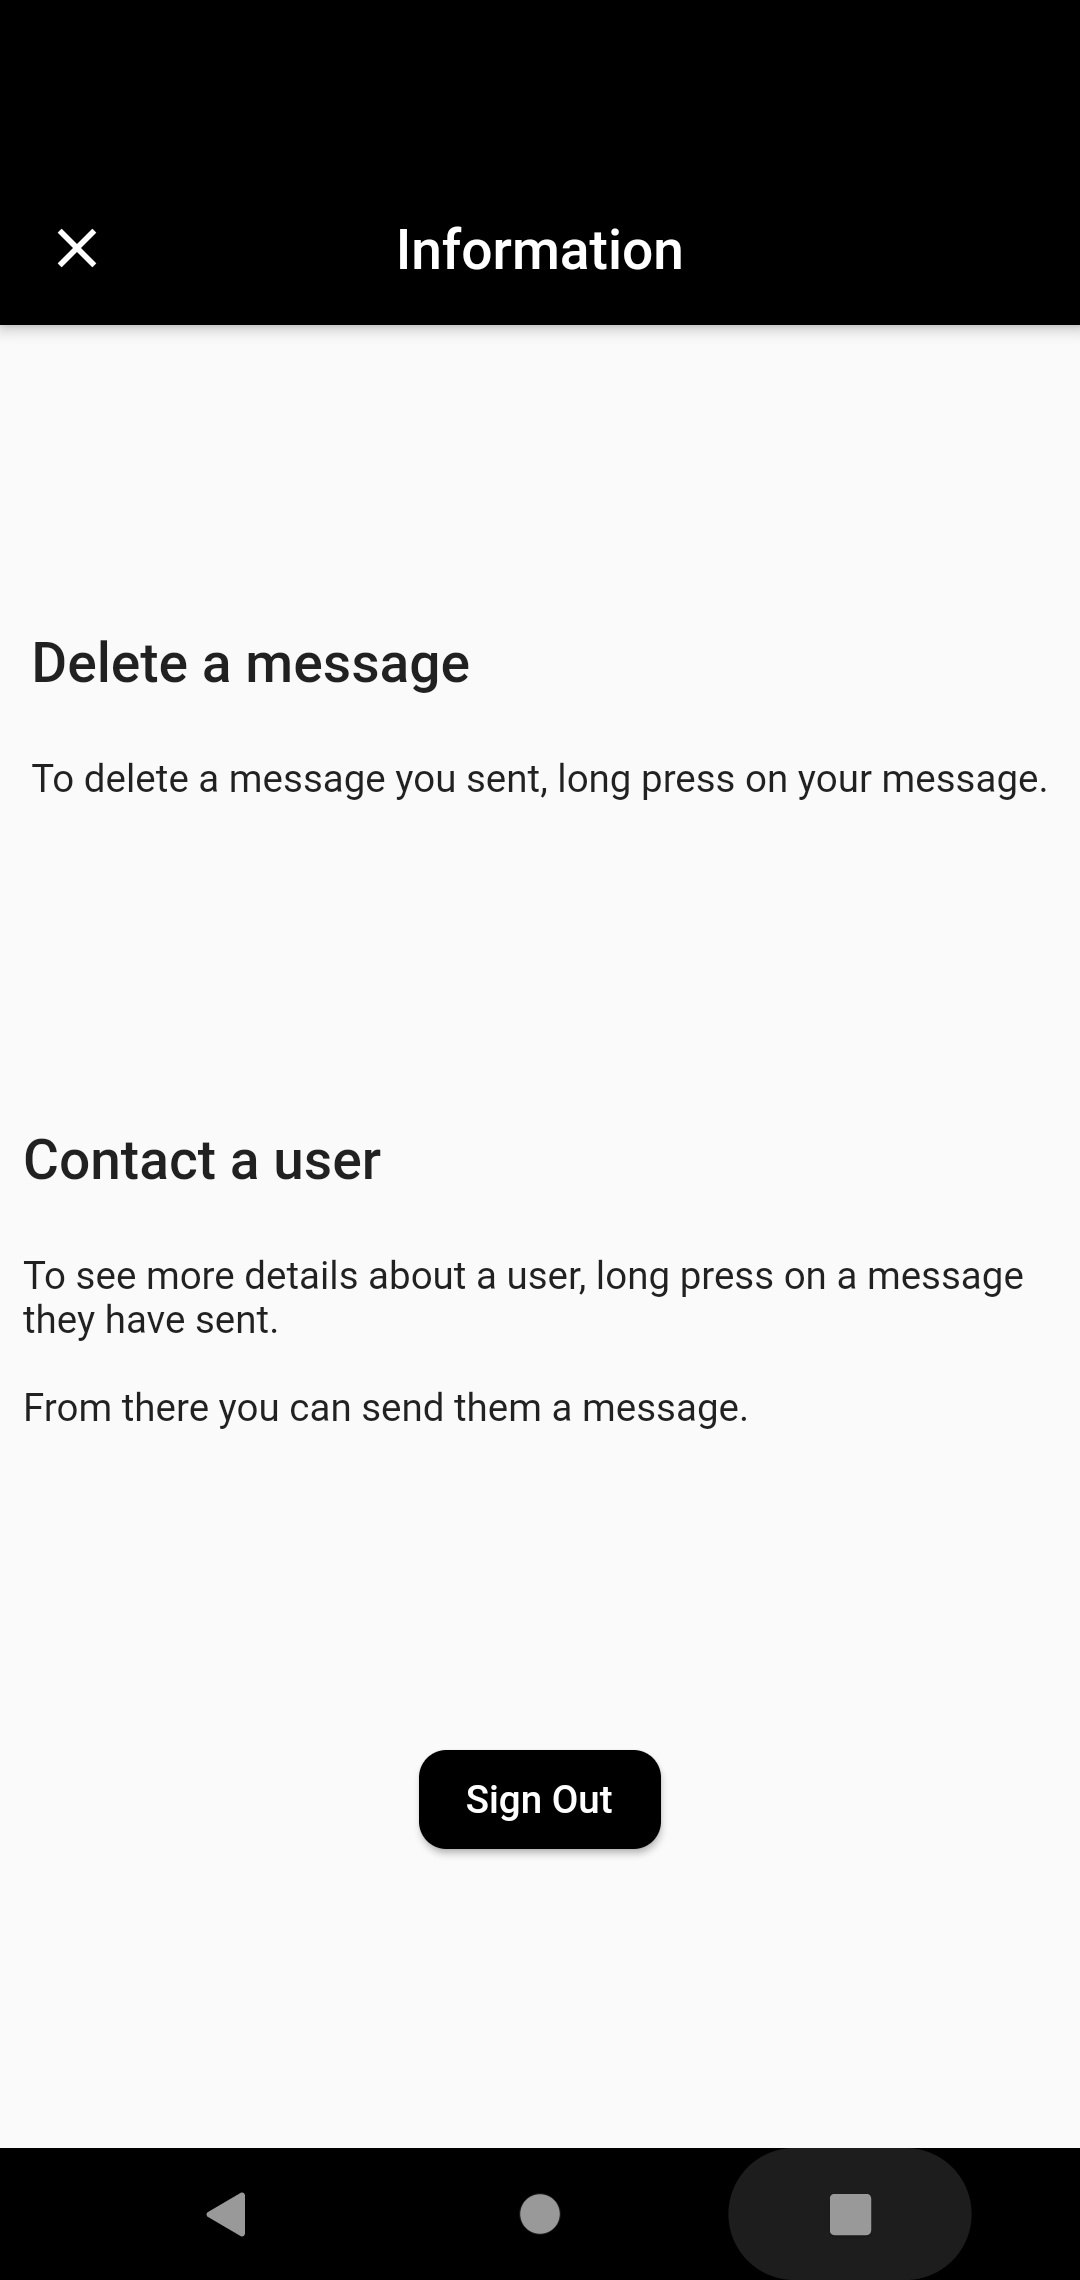 Information
Delete a message
To delete a message you sent, long press on your message.
Contact a user
To see more details about a user, long press on a message
they have sent.
From there you can send them a message.
Sign Out